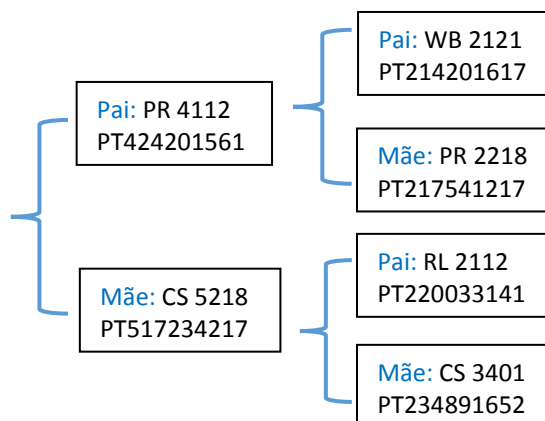 Pai: WB 2121
PT214201617
Pai: PR 4112
PT424201561
Mãe: PR 2218
PT217541217
Pai: RL 2112
PT220033141
Mãe: CS 5218
PT517234217
Mãe: CS 3401
PT234891652